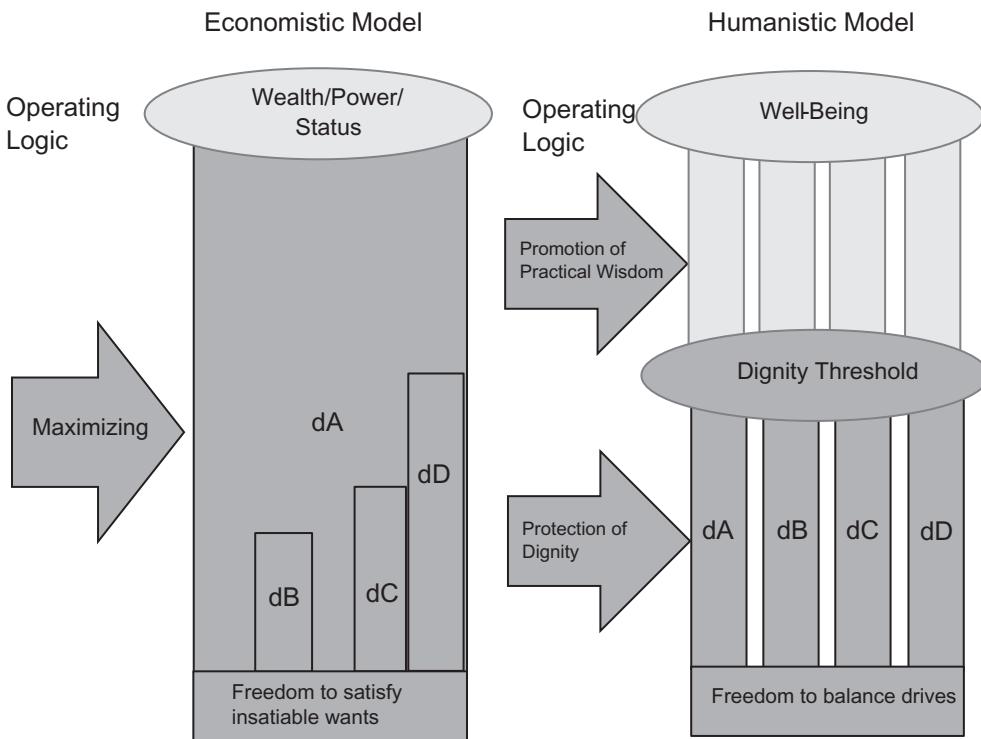 Economistic Model
Operating
Logic
Wealth/Power/
Status
Maximizing
dA
dB
dC
dD
Freedom to satisfy
insatiable wants
Humanistic Model
Operating
Logic
Well-Being
Promotion of
Practical Wisdom
Dignity Threshold
Protection of
Dignity
dA
dB
dC
dD
Freedom to balance drives